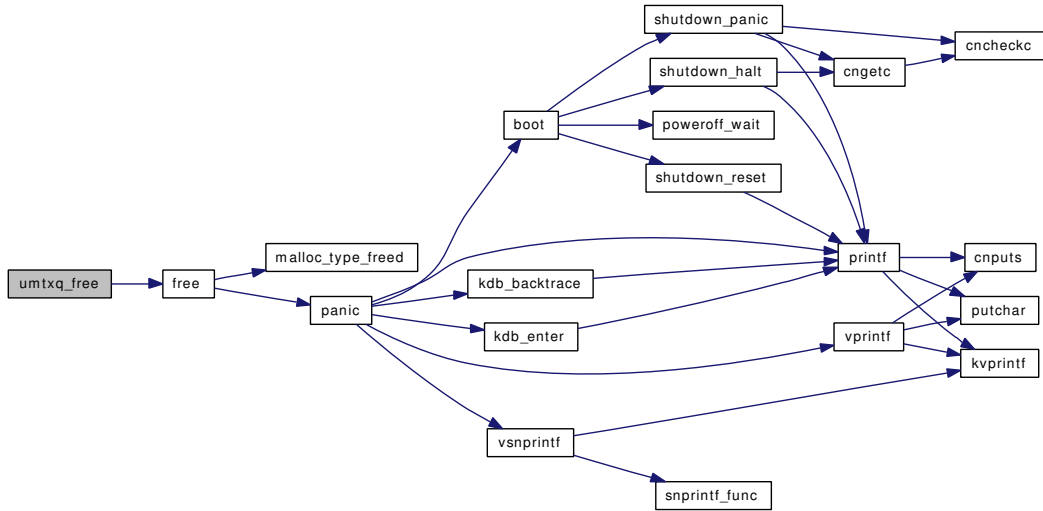 shutdown_panic
cncheckc
shutdown_halt
cngetc
boot
poweroff_wait
shutdown_reset
malloc_type_freed
printf
cnputs
umtxq_free
free
kdb_backtrace
panic
putchar
kdb_enter
vprintf
kvprintf
vsnprintf
snprintf_func